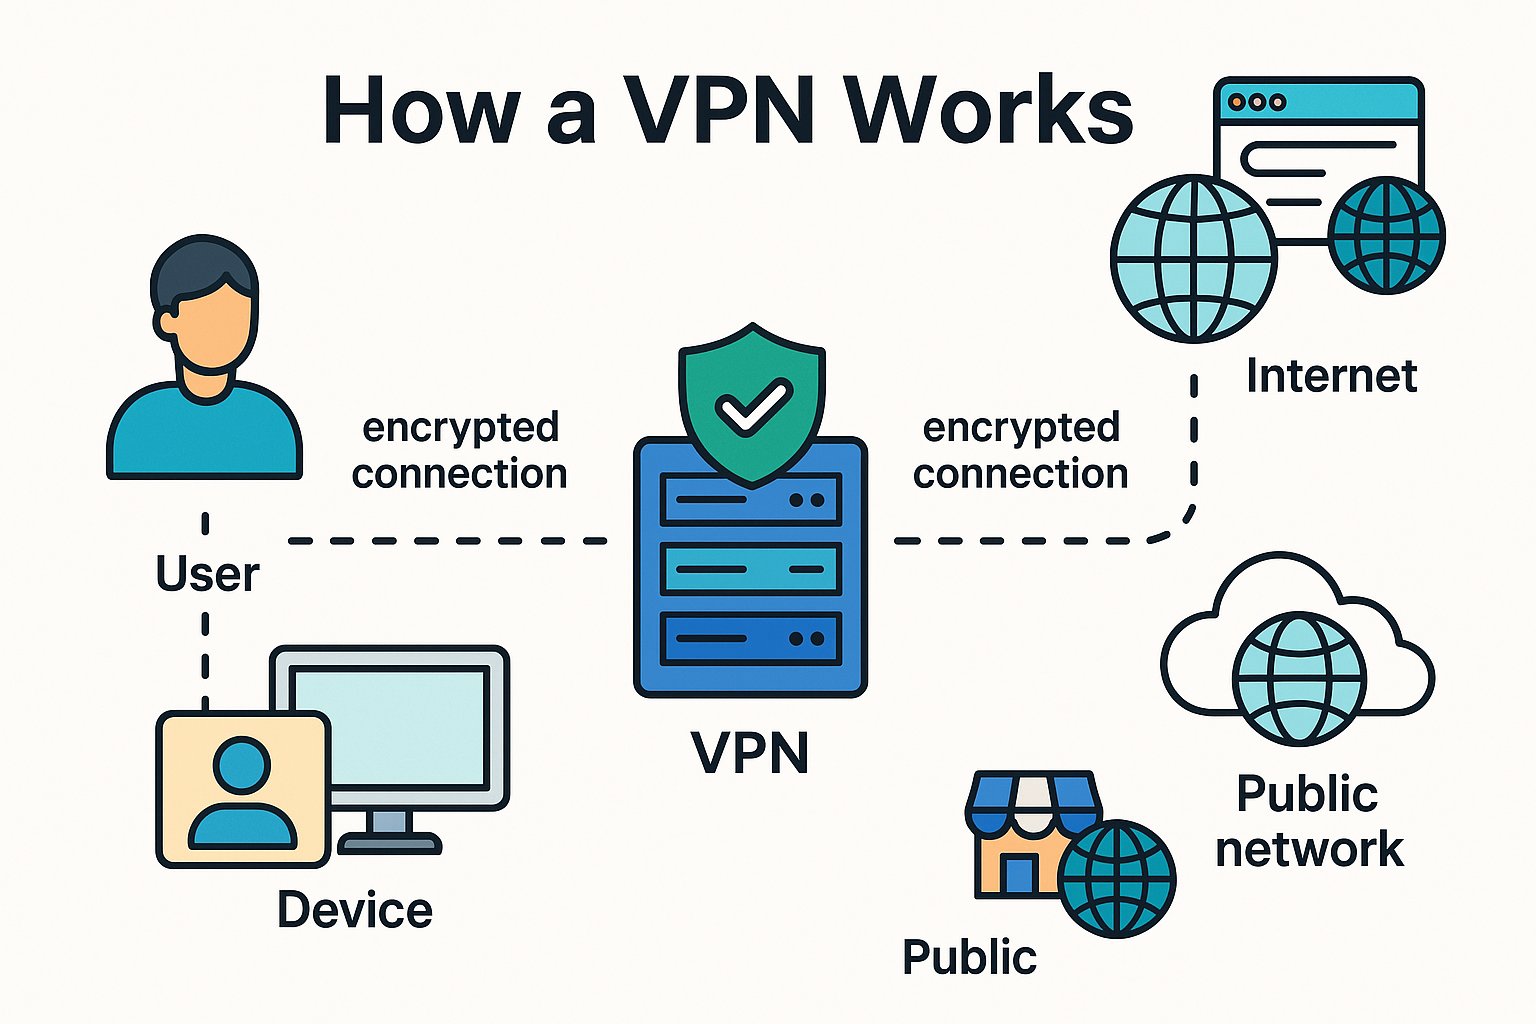 How a VPN Works
Internet
encrypted
connection
encrypted
connection
User
VPN
Public
network
Device
Public